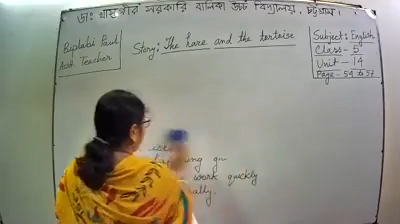 ডাঃ খাস্তগীর সরকারি বালিকা উচ্চ বিদ্যালয়, চট্টগ্রাম।
Biplabi Paul
Asst. Teacher
Story: The hare and the tortoise
Subject: English
Class - 5
Unit - 14
Page - 54 to 57
work quickly